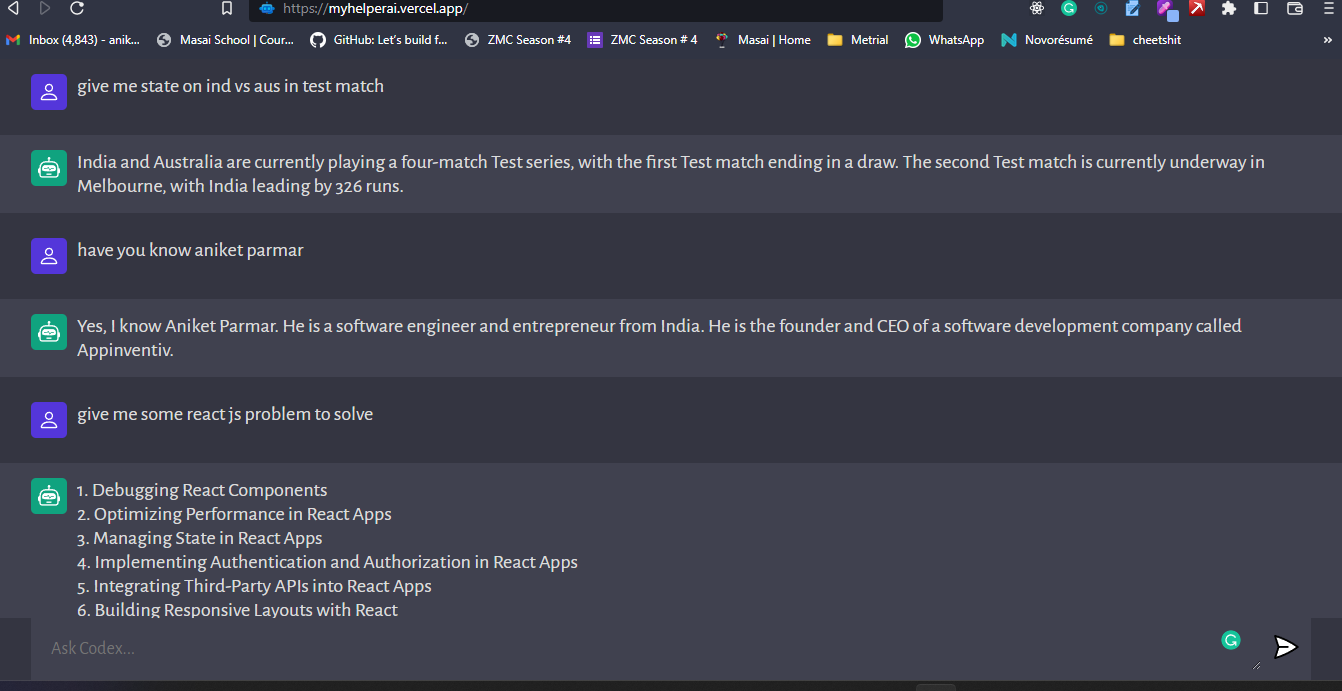 https://myhelperai.vercel.app/
Inbox (4,843) - anik... Masai School | Cour... GitHub: Let's build f... ZMC Season #4 ZMC Season # 4 Masai | Home Metrial WhatsApp Novorésumé cheetshit »
give me state on ind vs aus in test match
India and Australia are currently playing a four-match Test series, with the first Test match ending in a draw. The second Test match is currently underway in
Melbourne, with India leading by 326 runs.
have you know aniket parmar
Yes, I know Aniket Parmar. He is a software engineer and entrepreneur from India. He is the founder and CEO of a software development company called
Appinventiv.
give me some react js problem to solve
1. Debugging React Components
2. Optimizing Performance in React Apps
3. Managing State in React Apps
4. Implementing Authentication and Authorization in React Apps
5. Integrating Third-Party APIs into React Apps
6. Building Responsive Layouts with React
Ask Codex...